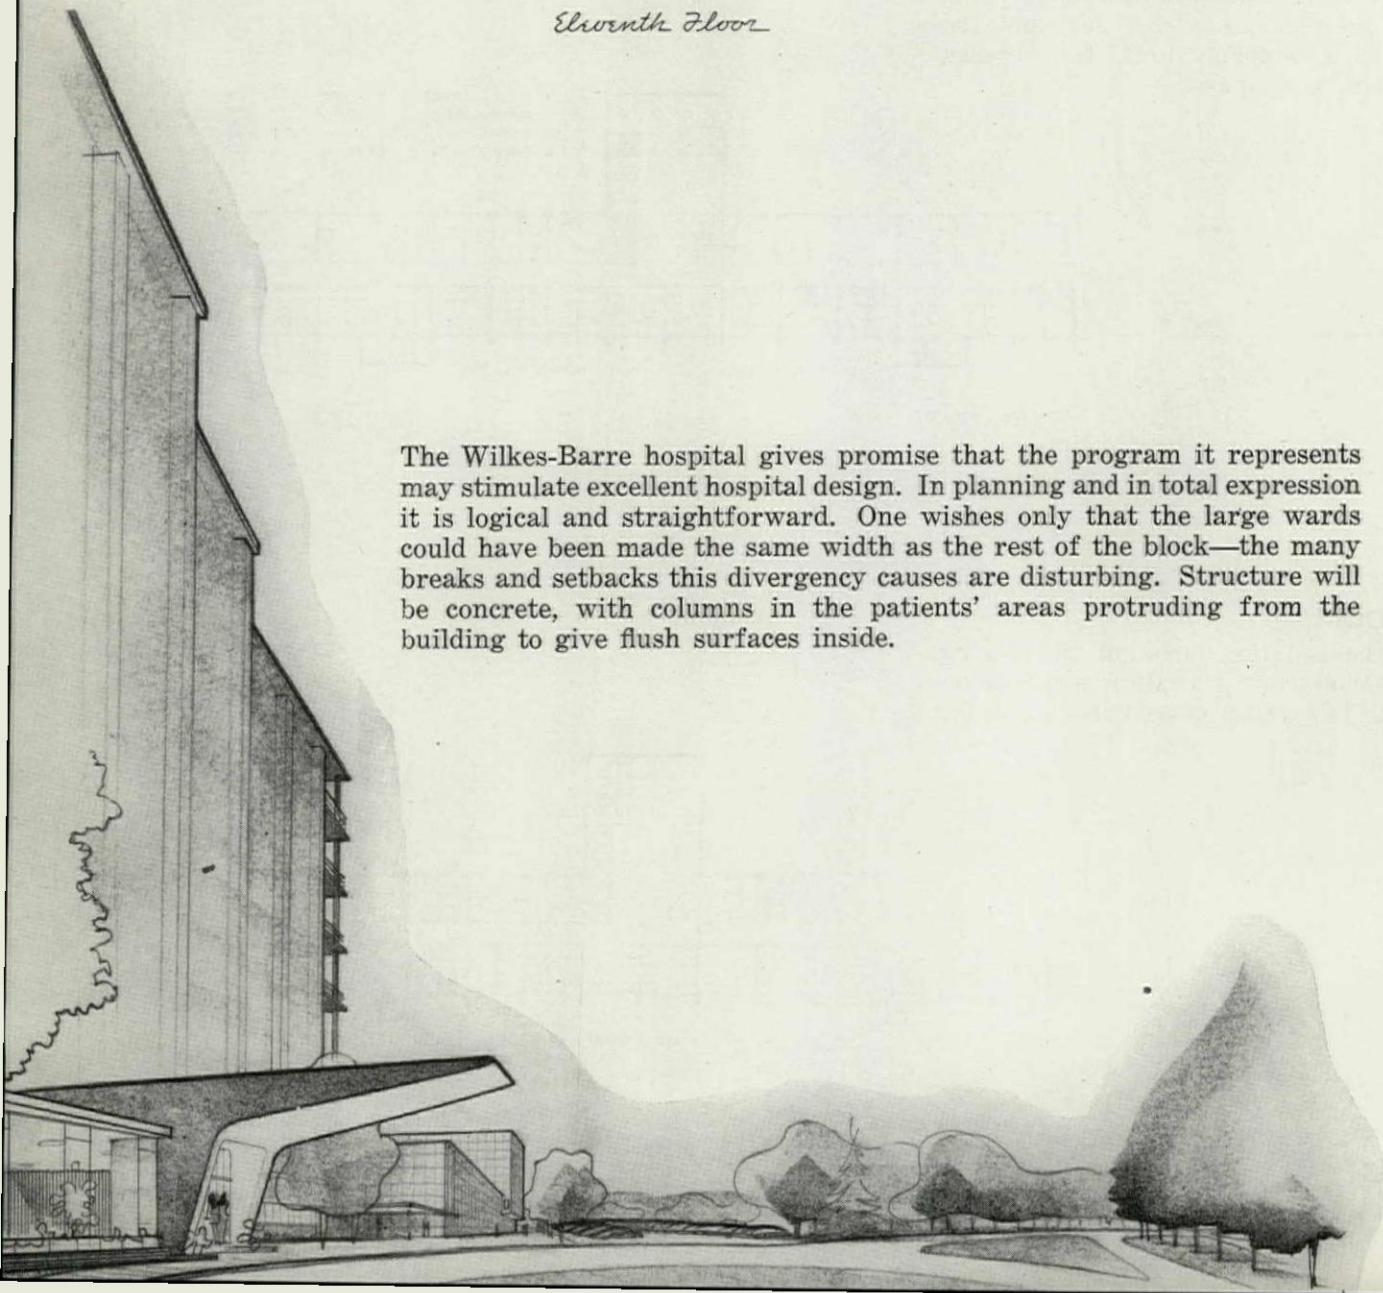 Eleventh Floor
The Wilkes-Barre hospital gives promise that the program it represents
may stimulate excellent hospital design. In planning and in total expression
it is logical and straightforward. One wishes only that the large wards
could have been made the same width as the rest of the block—the many
breaks and setbacks this divergency causes are disturbing. Structure will
be concrete, with columns in the patients' areas protruding from the
building to give flush surfaces inside.